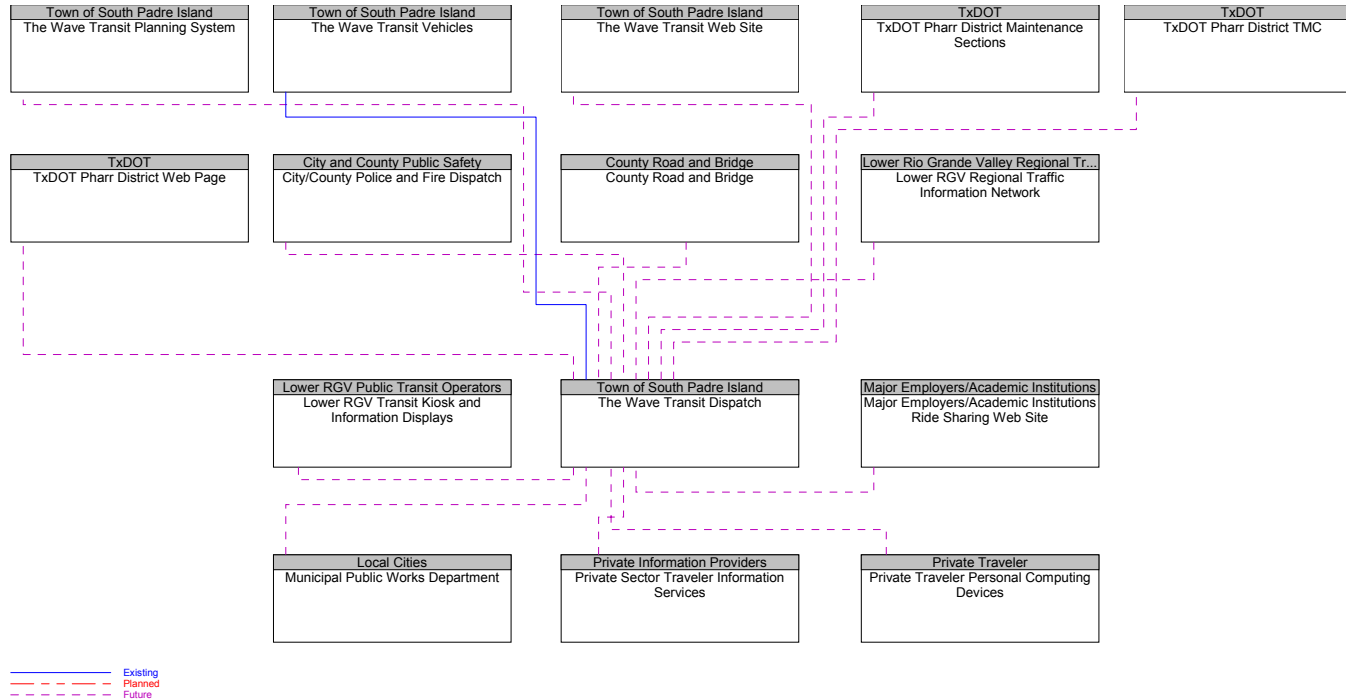 Town of South Padre Island
The Wave Transit Planning System
Town of South Padre Island
The Wave Transit Vehicles
Town of South Padre Island
The Wave Transit Web Site
TxDOT
TxDOT Pharr District Maintenance
Sections
TxDOT
TxDOT Pharr District TMC
TxDOT
TxDOT Pharr District Web Page
City and County Public Safety
City/County Police and Fire Dispatch
County Road and Bridge
County Road and Bridge
Lower Rio Grande Valley Regional Tr...
Lower RGV Regional Traffic
Information Network
Lower RGV Public Transit Operators
Lower RGV Transit Kiosk and
Information Displays
Town of South Padre Island
The Wave Transit Dispatch
Major Employers/Academic Institutions
Major Employers/Academic Institutions
Ride Sharing Web Site
Local Cities
Municipal Public Works Department
Private Information Providers
Private Sector Traveler Information
Services
Private Traveler
Private Traveler Personal Computing
Devices
Existing
Planned
Future